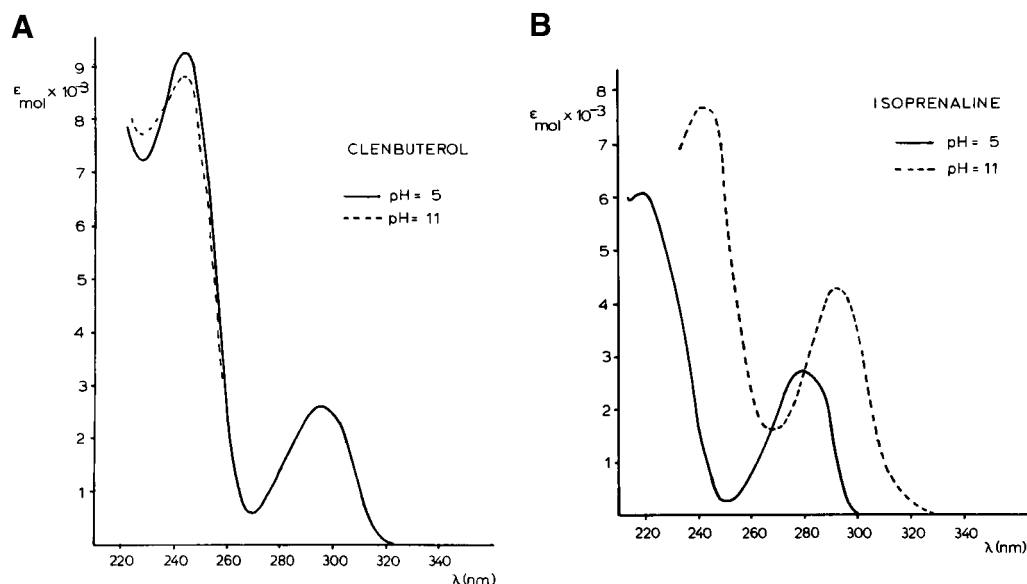 A
ε mol × 10⁻³
9
8
7
6
5
4
3
2
1
CLENBUTEROL
pH = 5
pH = 11
220 240 260 280 300 320 340
λ(nm)
B
ε mol × 10⁻³
8
7
6
5
4
3
2
1
ISOPRENALINE
pH = 5
pH = 11
220 240 260 280 300 320 340
λ(nm)